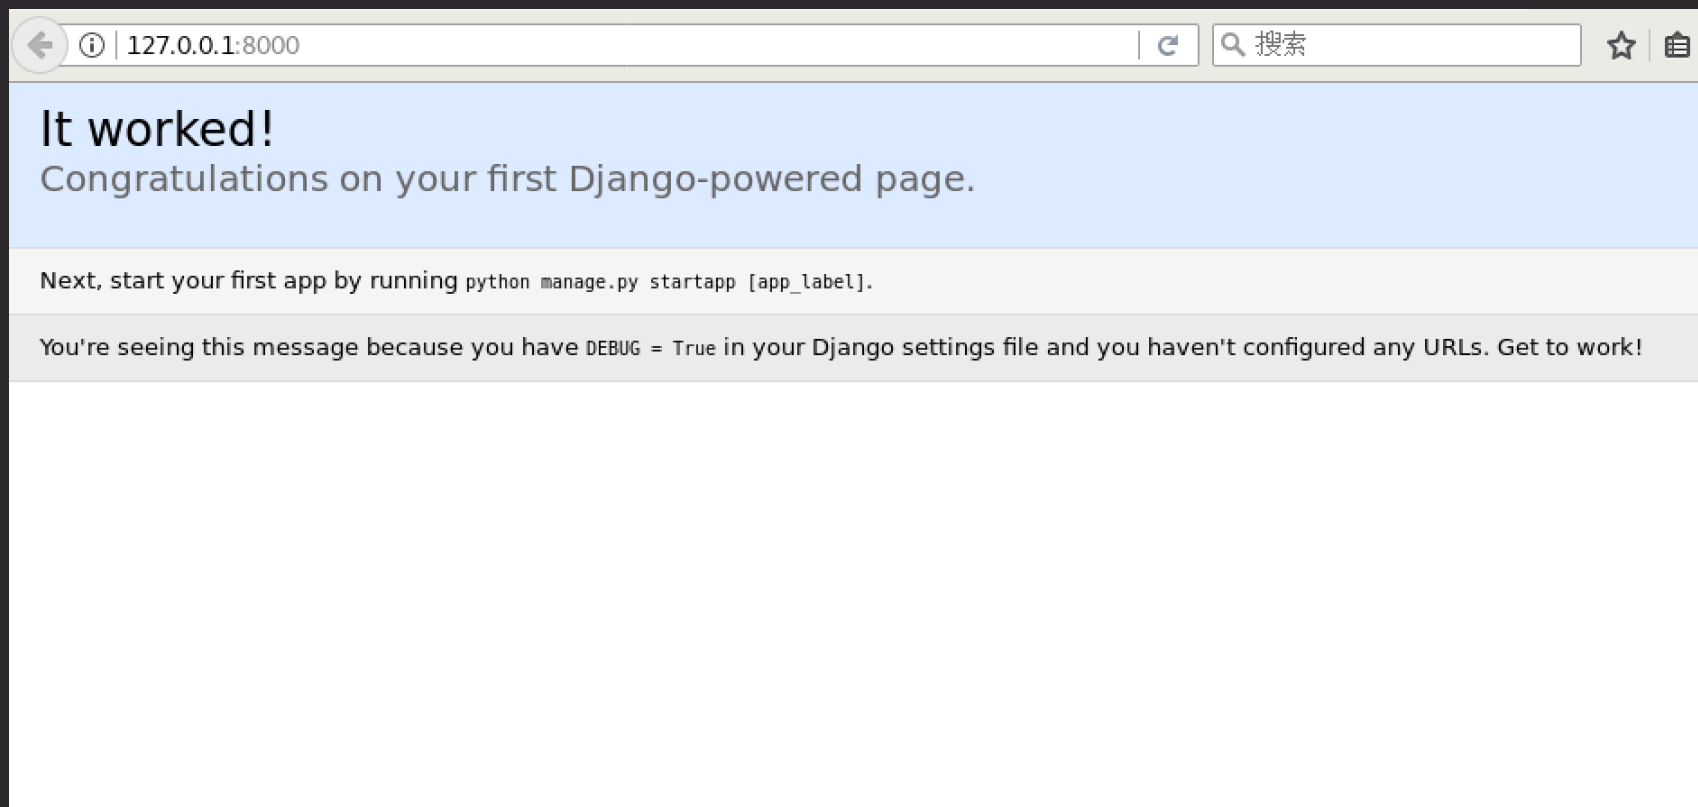 127.0.0.1:8000
搜索
It worked!
Congratulations on your first Django-powered page.
Next, start your first app by running python manage.py startapp [app_label].
You're seeing this message because you have DEBUG = True in your Django settings file and you haven't configured any URLs. Get to work!